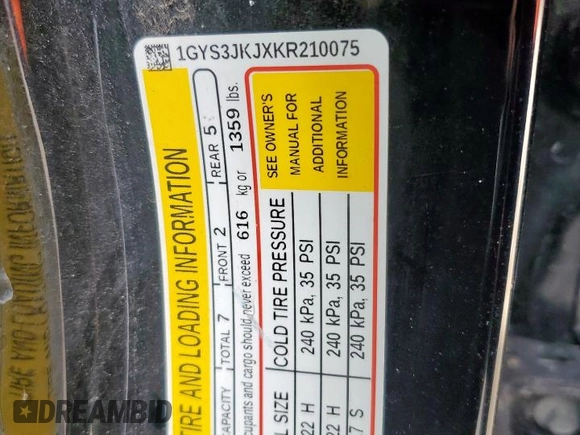 1GYS3JKJXKR210075
TIRE AND LOADING INFORMATION
CAPACITY TOTAL 7 FRONT 2 REAR 5
cupants and cargo should never exceed 616 kg or 1359 lbs.
L SIZE COLD TIRE PRESSURE SEE OWNER'S
MANUAL FOR
ADDITIONAL
INFORMATION
22 H 240 kPa, 35 PSI
22 H 240 kPa, 35 PSI
7 S 240 kPa, 35 PSI
DREAMBID